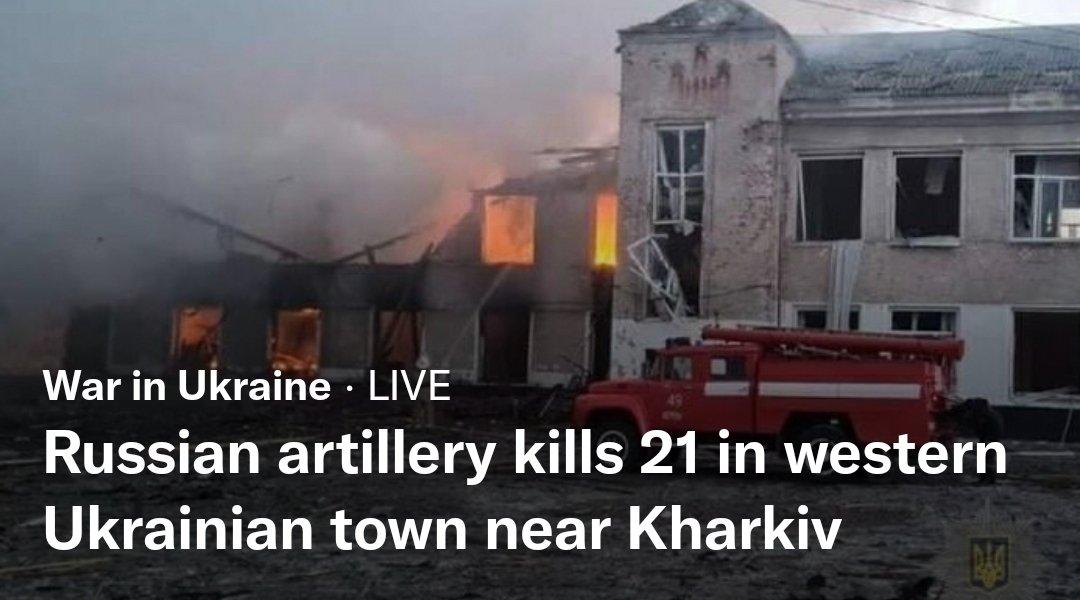 War in Ukraine · LIVE
Russian artillery kills 21 in western
Ukrainian town near Kharkiv
49